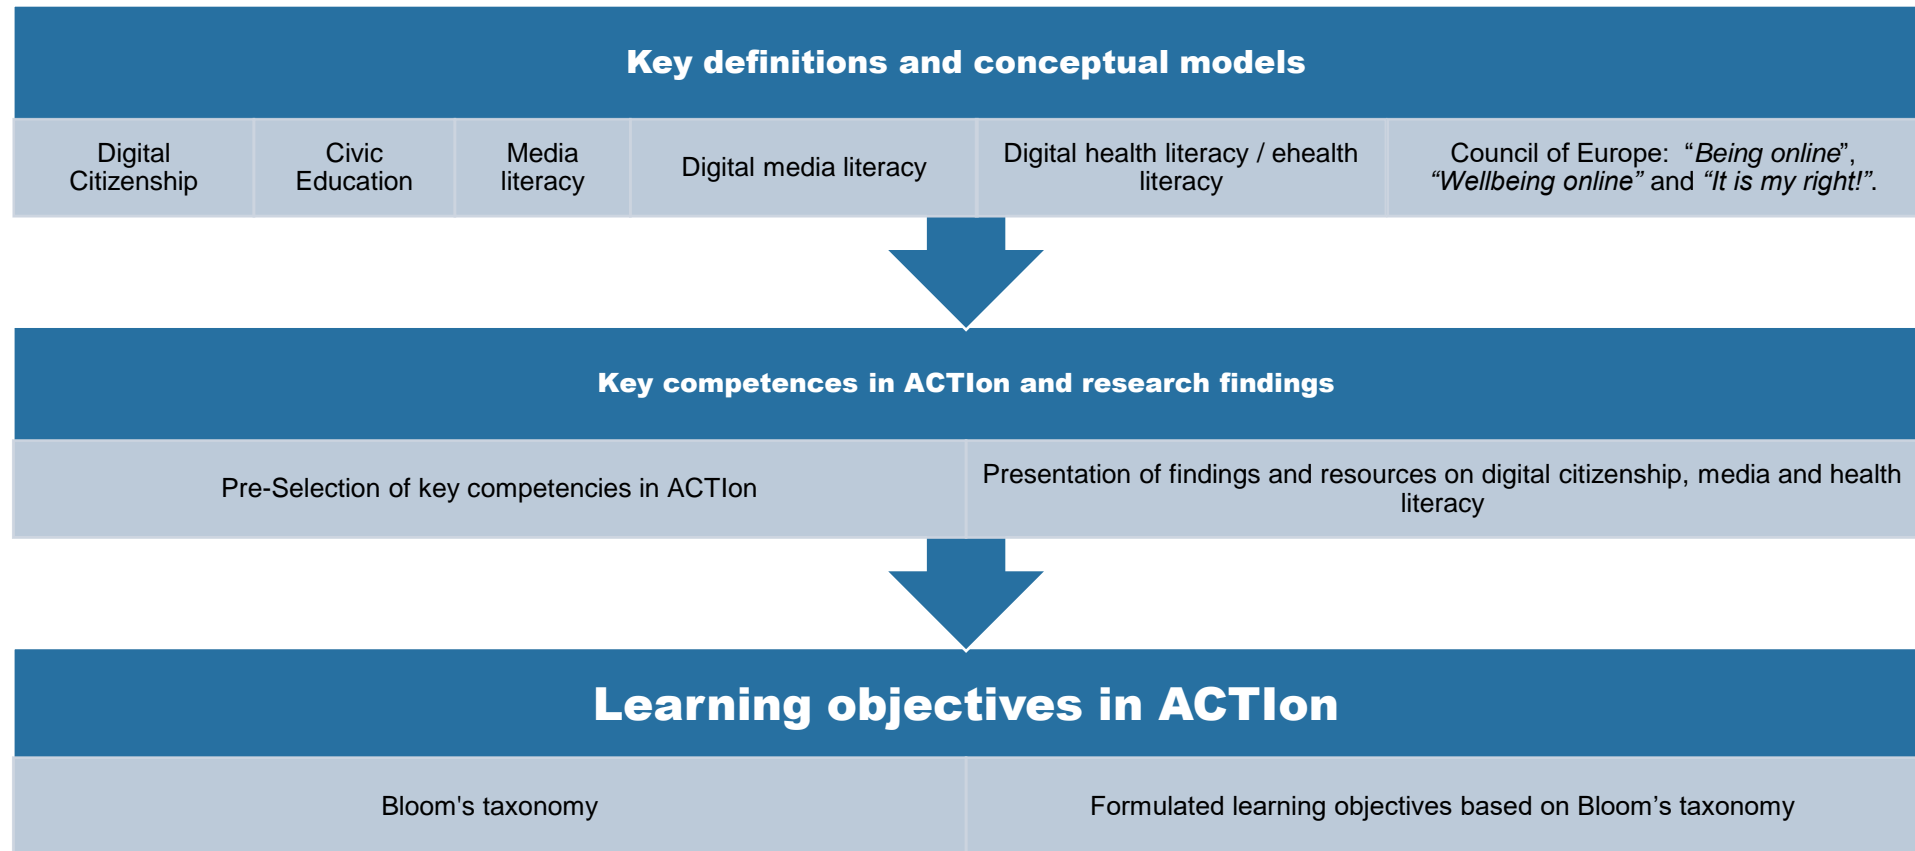 Key definitions and conceptual models
Digital
Citizenship
Civic
Education
Media
literacy
Digital media literacy
Digital health literacy / ehealth
literacy
Council of Europe: “Being online”,
“Wellbeing online” and “It is my right!”.
Key competences in ACTIon and research findings
Pre-Selection of key competencies in ACTIon
Presentation of findings and resources on digital citizenship, media and health
literacy
Learning objectives in ACTIon
Bloom's taxonomy
Formulated learning objectives based on Bloom’s taxonomy